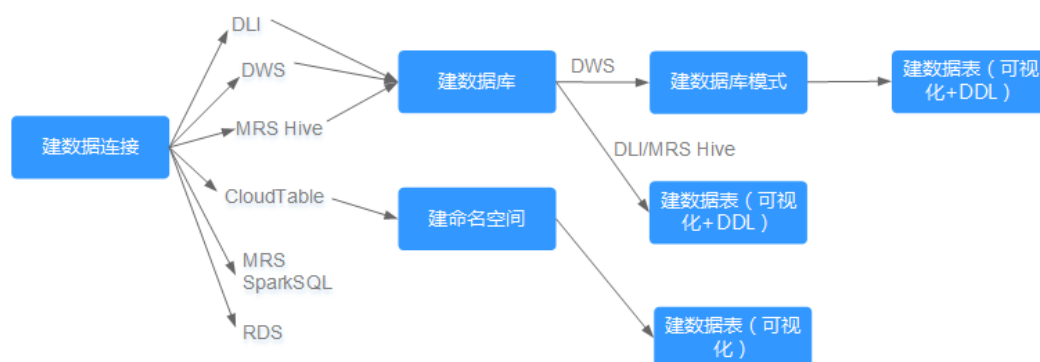 DLI
DWS
MRS Hive
CloudTable
MRS
SparkSQL
RDS
建数据连接
建数据库
DWS
建数据库模式
建数据表（可视
化+DDL）
DLI/MRS Hive
建数据表（可视
化+DDL）
建命名空间
建数据表（可视
化）